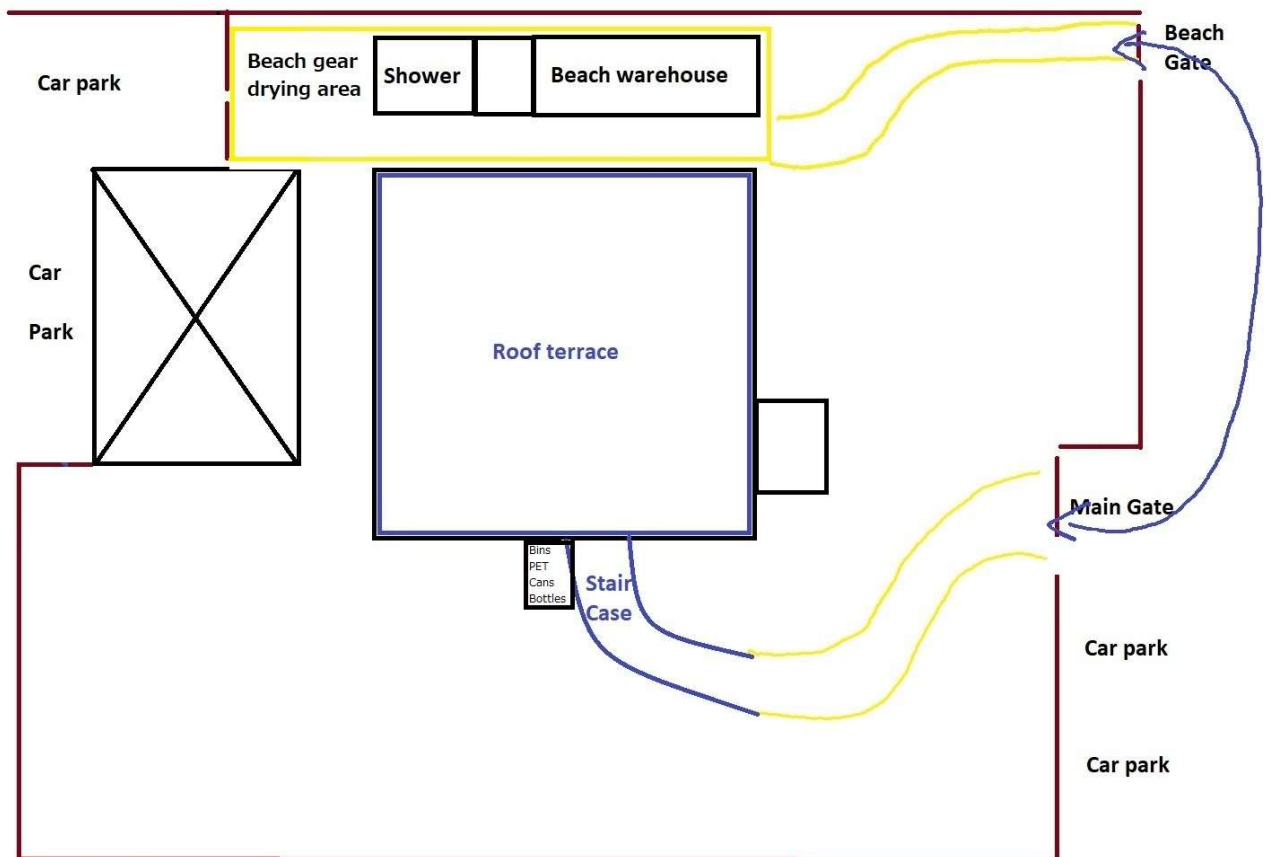 Car park
Beach gear
drying area
Shower
Beach warehouse
Beach
Gate
Car
Park
Roof terrace
Main Gate
Bins
PET
Cans
Bottles
Stair
Case
Car park
Car park